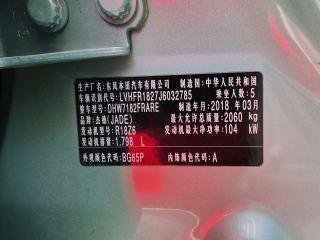 生产厂名:东风本田汽车有限公司 制造国:中华人民共和国
车辆识别代号:LVHFR1827J6032785 乘坐人数:5
整车型号:DHW7182FRARE 制造年月:2018 年03月
品牌:杰德(JADE) 最大允许总质量:2060 kg
发动机型号:R18Z6 发动机最大净功率:104 kW
发动机排量:1.798 L
外观颜色代码:BG65P 内饰颜色代码:A